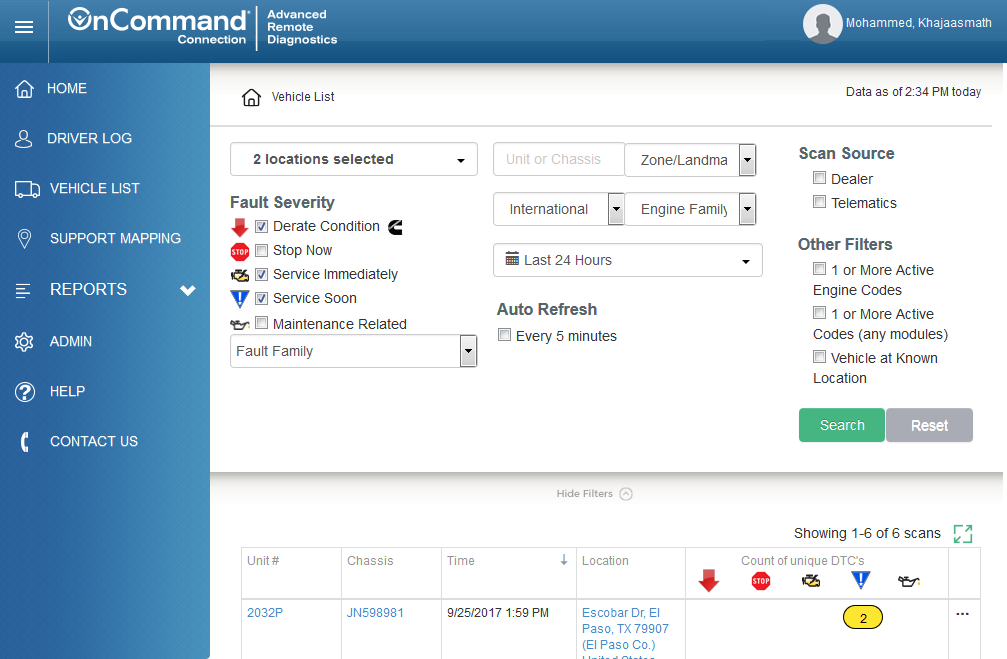 OnCommand®
Connection
Advanced
Remote
Diagnostics
Mohammed, Khajaasmath
HOME
DRIVER LOG
VEHICLE LIST
SUPPORT MAPPING
REPORTS
ADMIN
HELP
CONTACT US
Vehicle List
Data as of 2:34 PM today
2 locations selected
Unit or Chassis
Zone/Landma
International
Engine Family
Last 24 Hours
Fault Severity
Derate Condition
STOP Stop Now
Service Immediately
Service Soon
Maintenance Related
Fault Family
Auto Refresh
Every 5 minutes
Scan Source
Dealer
Telematics
Other Filters
1 or More Active
Engine Codes
1 or More Active
Codes (any modules)
Vehicle at Known
Location
Search
Reset
Hide Filters
Showing 1-6 of 6 scans
Unit #
Chassis
Time
Location
Count of unique DTC's
STOP
2032P
JN598981
9/25/2017 1:59 PM
Escobar Dr, El
Paso, TX 79907
(El Paso Co.)
United States
2